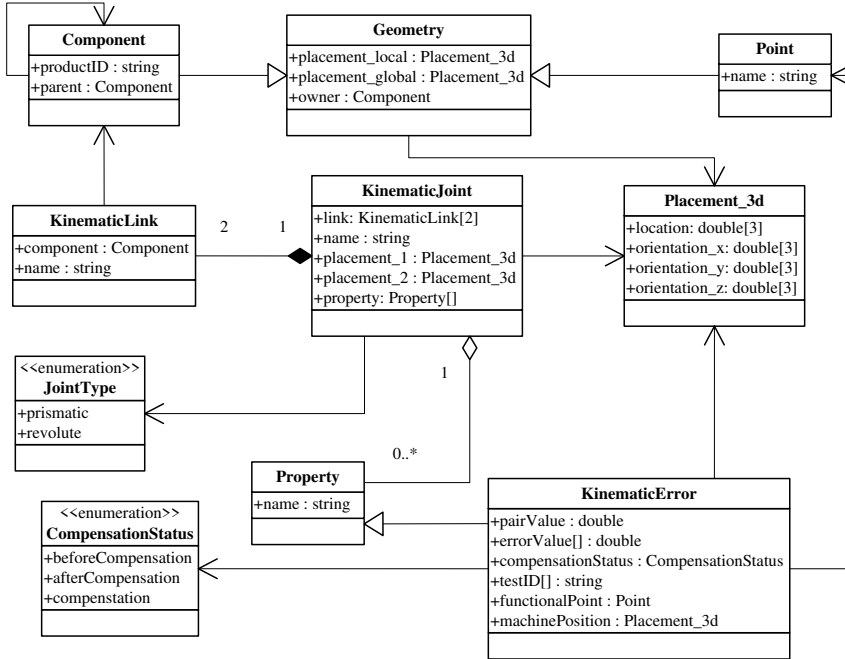 Component
+productID : string
+parent : Component
Geometry
+placement_local : Placement_3d
+placement_global : Placement_3d
+owner : Component
Point
+name : string
KinematicLink
+component : Component
+name : string
2
1
KinematicJoint
+link: KinematicLink[2]
+name : string
+placement_1 : Placement_3d
+placement_2 : Placement_3d
+property: Property[]
Placement_3d
+location: double[3]
+orientation_x: double[3]
+orientation_y: double[3]
+orientation_z: double[3]
<<enumeration>>
JointType
+prismatic
+revolute
1
0..*
Property
+name : string
<<enumeration>>
CompensationStatus
+beforeCompensation
+afterCompensation
+compenstation
KinematicError
+pairValue : double
+errorValue[] : double
+compensationStatus : CompensationStatus
+testID[] : string
+functionalPoint : Point
+machinePosition : Placement_3d